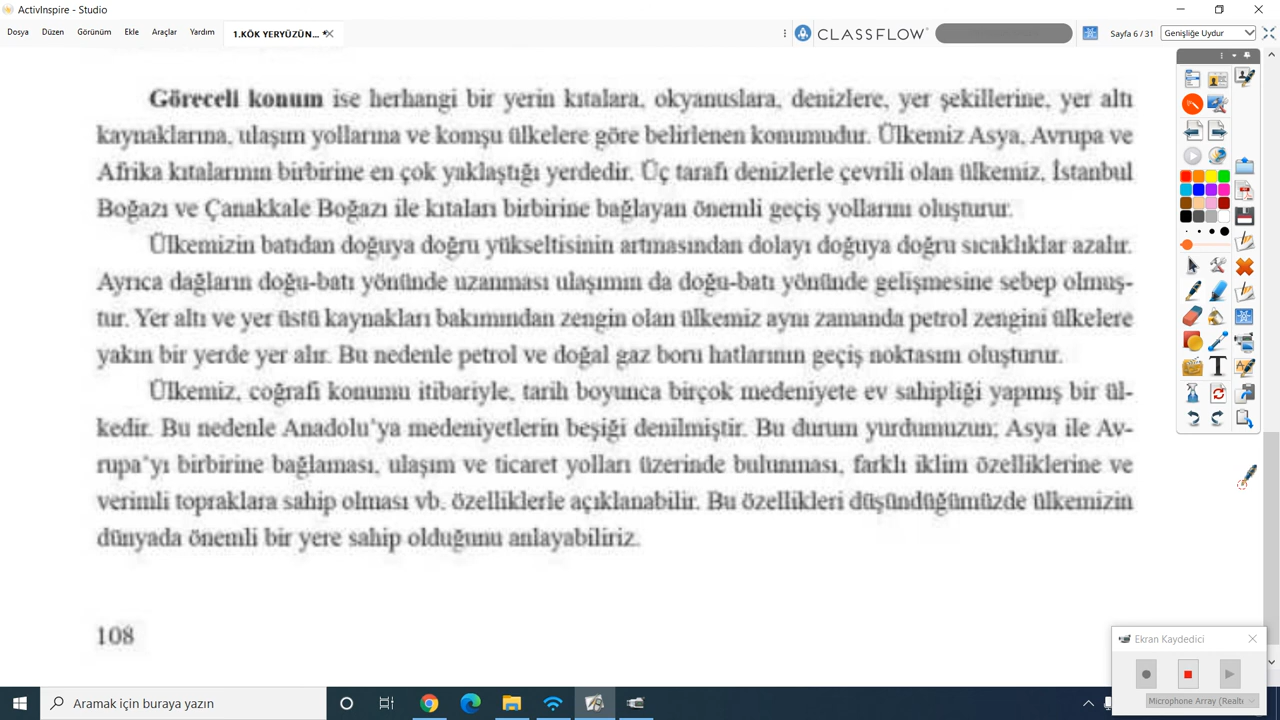 ActivInspire - Studio
Dosya Düzen Görünüm Ekle Araçlar Yardım 1.KÖK YERYÜZÜN... * CLASSFLOW Sayfa 6 / 31 Genişliğe Uydur
Göreceli konum ise herhangi bir yerin kıtalara, okyanuslara, denizlere, yer şekillerine, yer altı
kaynaklarına, ulaşım yollarına ve komşu ülkelere göre belirlenen konumudur. Ülkemiz Asya, Avrupa ve
Afrika kıtalarının birbirine en çok yaklaştığı yerdedir. Üç tarafı denizlerle çevrili olan ülkemiz, İstanbul
Boğazı ve Çanakkale Boğazı ile kıtaları birbirine bağlayan önemli geçiş yollarını oluşturur.
Ülkemizin batıdan doğuya doğru yükseltisinin artmasından dolayı doğuya doğru sıcaklıklar azalır.
Ayrıca dağların doğu-batı yönünde uzanması ulaşımın da doğu-batı yönünde gelişmesine sebep olmuş-
tur. Yer altı ve yer üstü kaynakları bakımından zengin olan ülkemiz aynı zamanda petrol zengini ülkelere
yakın bir yerde yer alır. Bu nedenle petrol ve doğal gaz boru hatlarının geçiş noktasını oluşturur.
Ülkemiz, coğrafi konumu itibariyle, tarih boyunca birçok medeniyete ev sahipliği yapmış bir ül-
kedir. Bu nedenle Anadolu'ya medeniyetlerin beşiği denilmiştir. Bu durum yurdumuzun; Asya ile Av-
rupa'yı birbirine bağlaması, ulaşım ve ticaret yolları üzerinde bulunması, farklı iklim özelliklerine ve
verimli topraklara sahip olması vb. özelliklerle açıklanabilir. Bu özellikleri düşündüğümüzde ülkemizin
dünyada önemli bir yere sahip olduğunu anlayabiliriz.
108
Ekran Kaydedici
Microphone Array (Realte
Aramak için buraya yazın